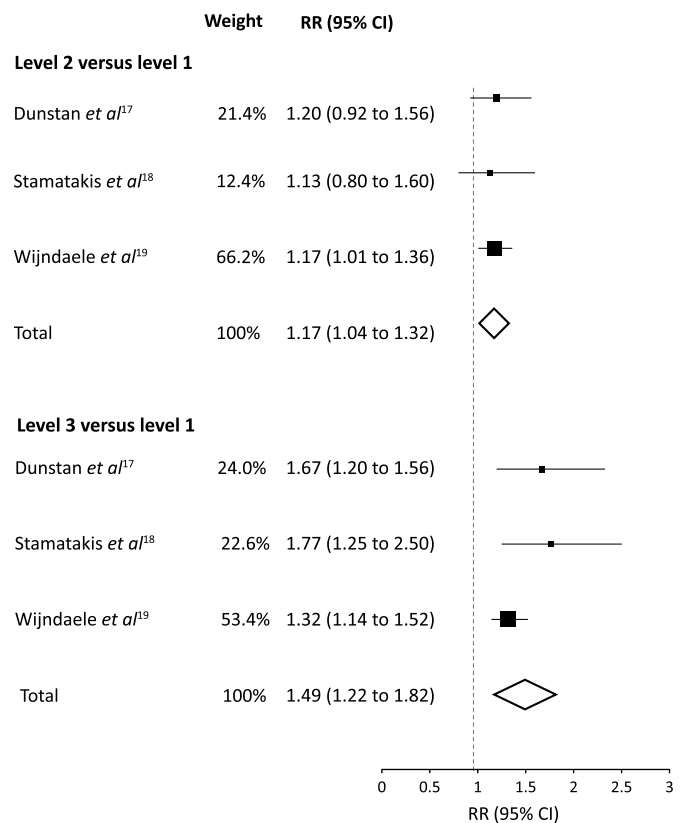 Weight RR (95% CI)
Level 2 versus level 1
Dunstan et al17 21.4% 1.20 (0.92 to 1.56)
Stamatakis et al18 12.4% 1.13 (0.80 to 1.60)
Wijndaele et al19 66.2% 1.17 (1.01 to 1.36)
Total 100% 1.17 (1.04 to 1.32)
Level 3 versus level 1
Dunstan et al17 24.0% 1.67 (1.20 to 1.56)
Stamatakis et al18 22.6% 1.77 (1.25 to 2.50)
Wijndaele et al19 53.4% 1.32 (1.14 to 1.52)
Total 100% 1.49 (1.22 to 1.82)
0 0.5 1 1.5 2 2.5 3
RR (95% CI)